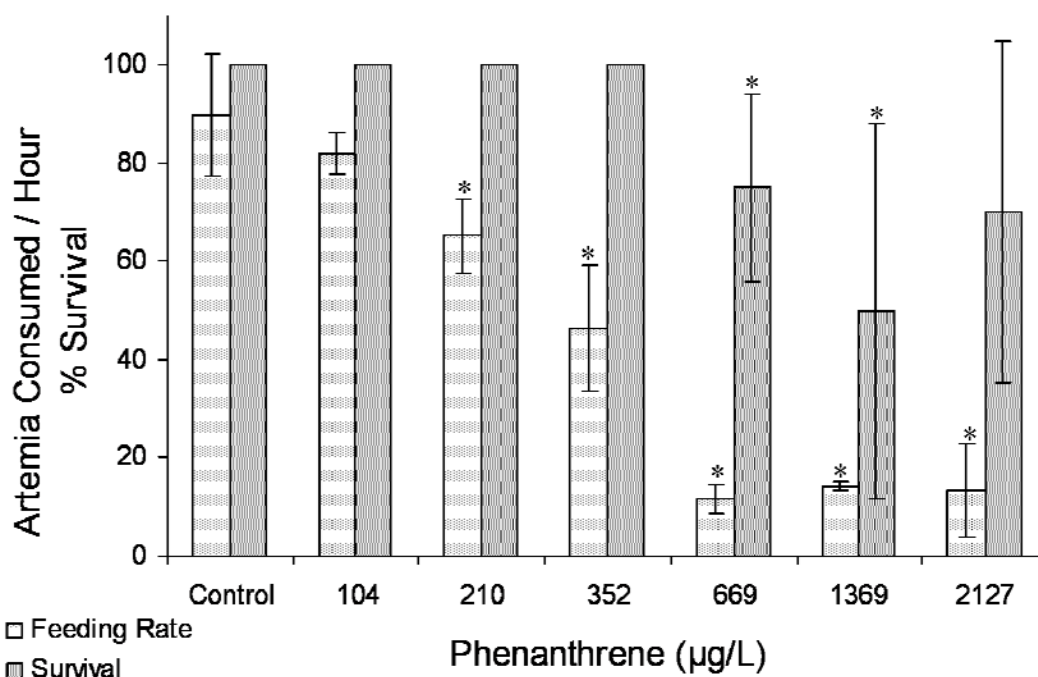 Artemia Consumed / Hour
% Survival
100
80
60
40
20
0
*
*
*
*
*
*
*
Control 104 210 352 669 1369 2127
Feeding Rate
Survival
Phenanthrene (µg/L)